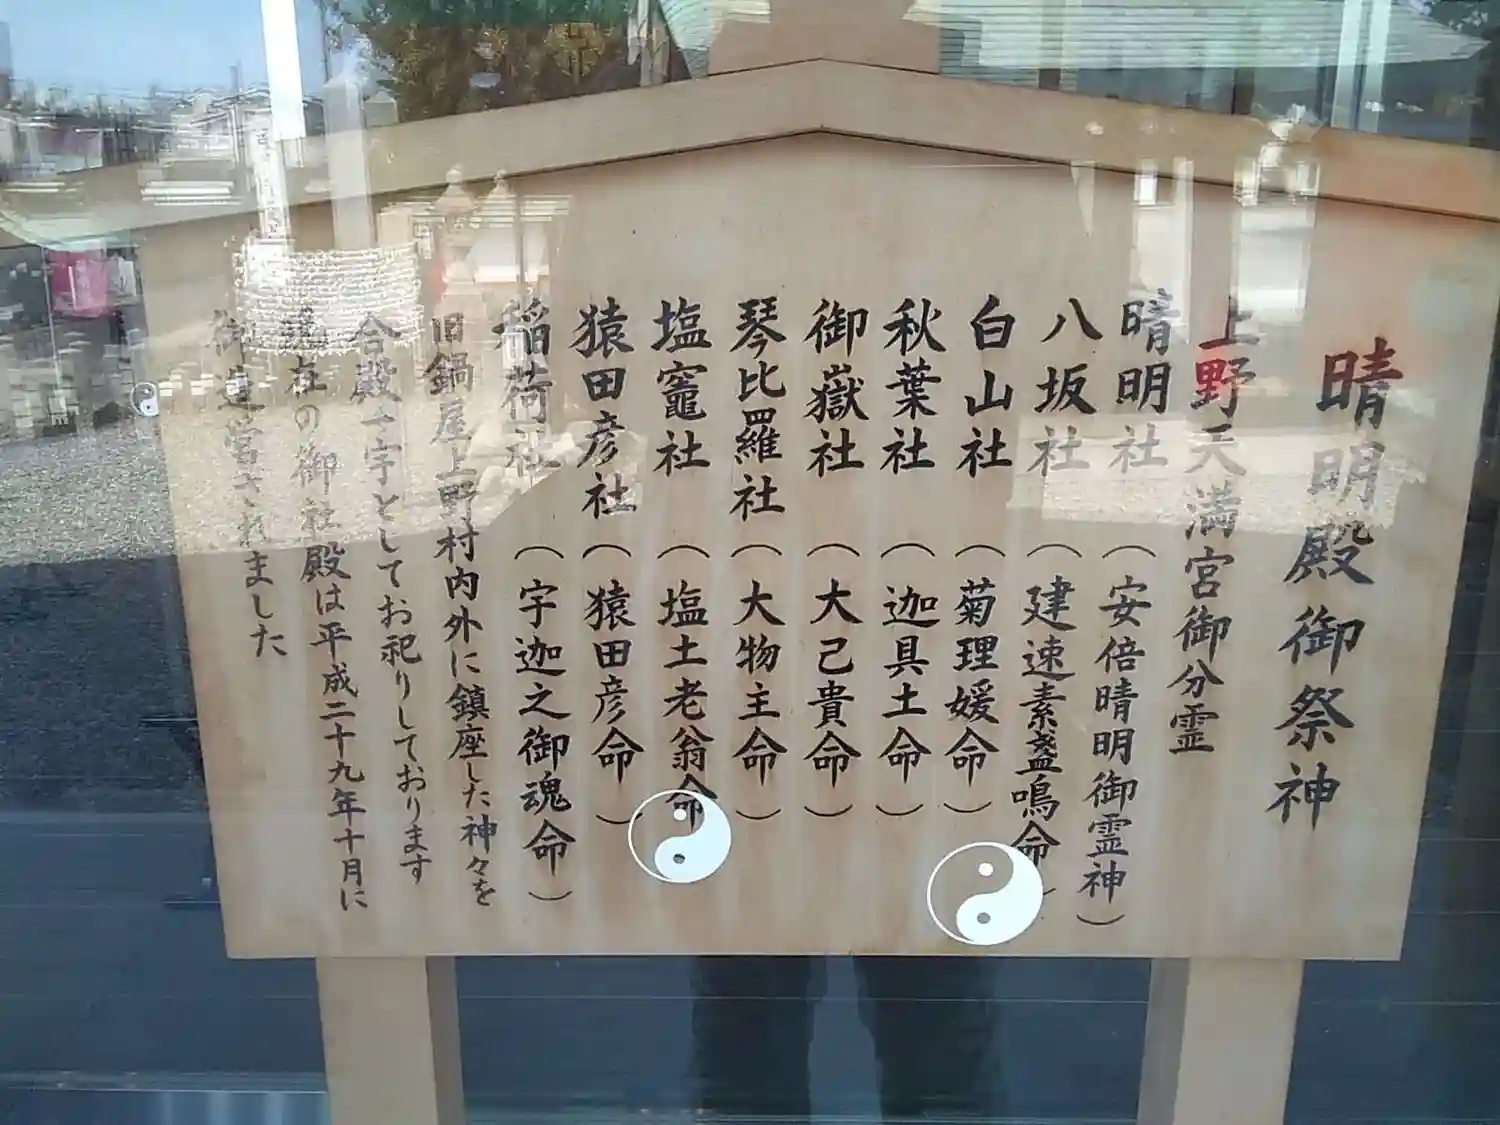 晴明殿御祭神
上野天満宮御分霊
晴明社(安倍晴明御霊神)
八坂社(建速素盞鳴命)
白山社(菊理媛命)
秋葉社(迦具土命)
御嶽社(大己貴命)
琴比羅社(大物主命)
塩竈社(塩土老翁命)
猿田彦社(猿田彦命)
稲荷社(宇迦之御魂命)
旧鍋屋上野村内外に鎮座した神々を
合殿一宇としてお祀りしております
現在の御社殿は平成二十九年十月に
御造営されました